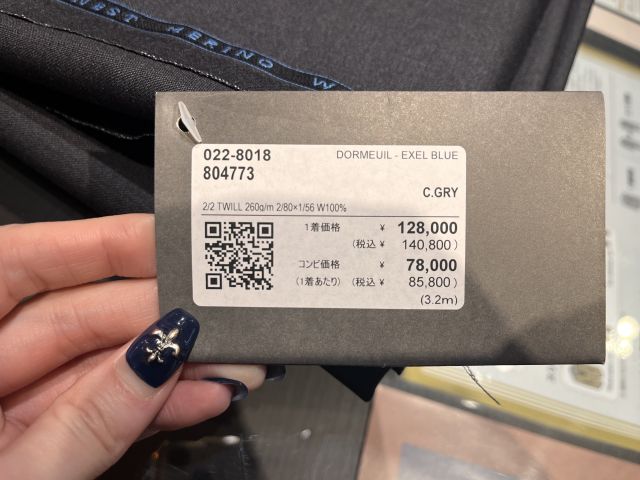 WEST MERINO W
022-8018 DORMEUIL - EXEL BLUE
804773
C.GRY
2/2 TWILL 260g/m 2/80×1/56 W100%
1着価格 ¥ 128,000
(税込 ¥ 140,800)
コンビ価格 ¥ 78,000
(1着あたり) (税込 ¥ 85,800)
(3.2m)